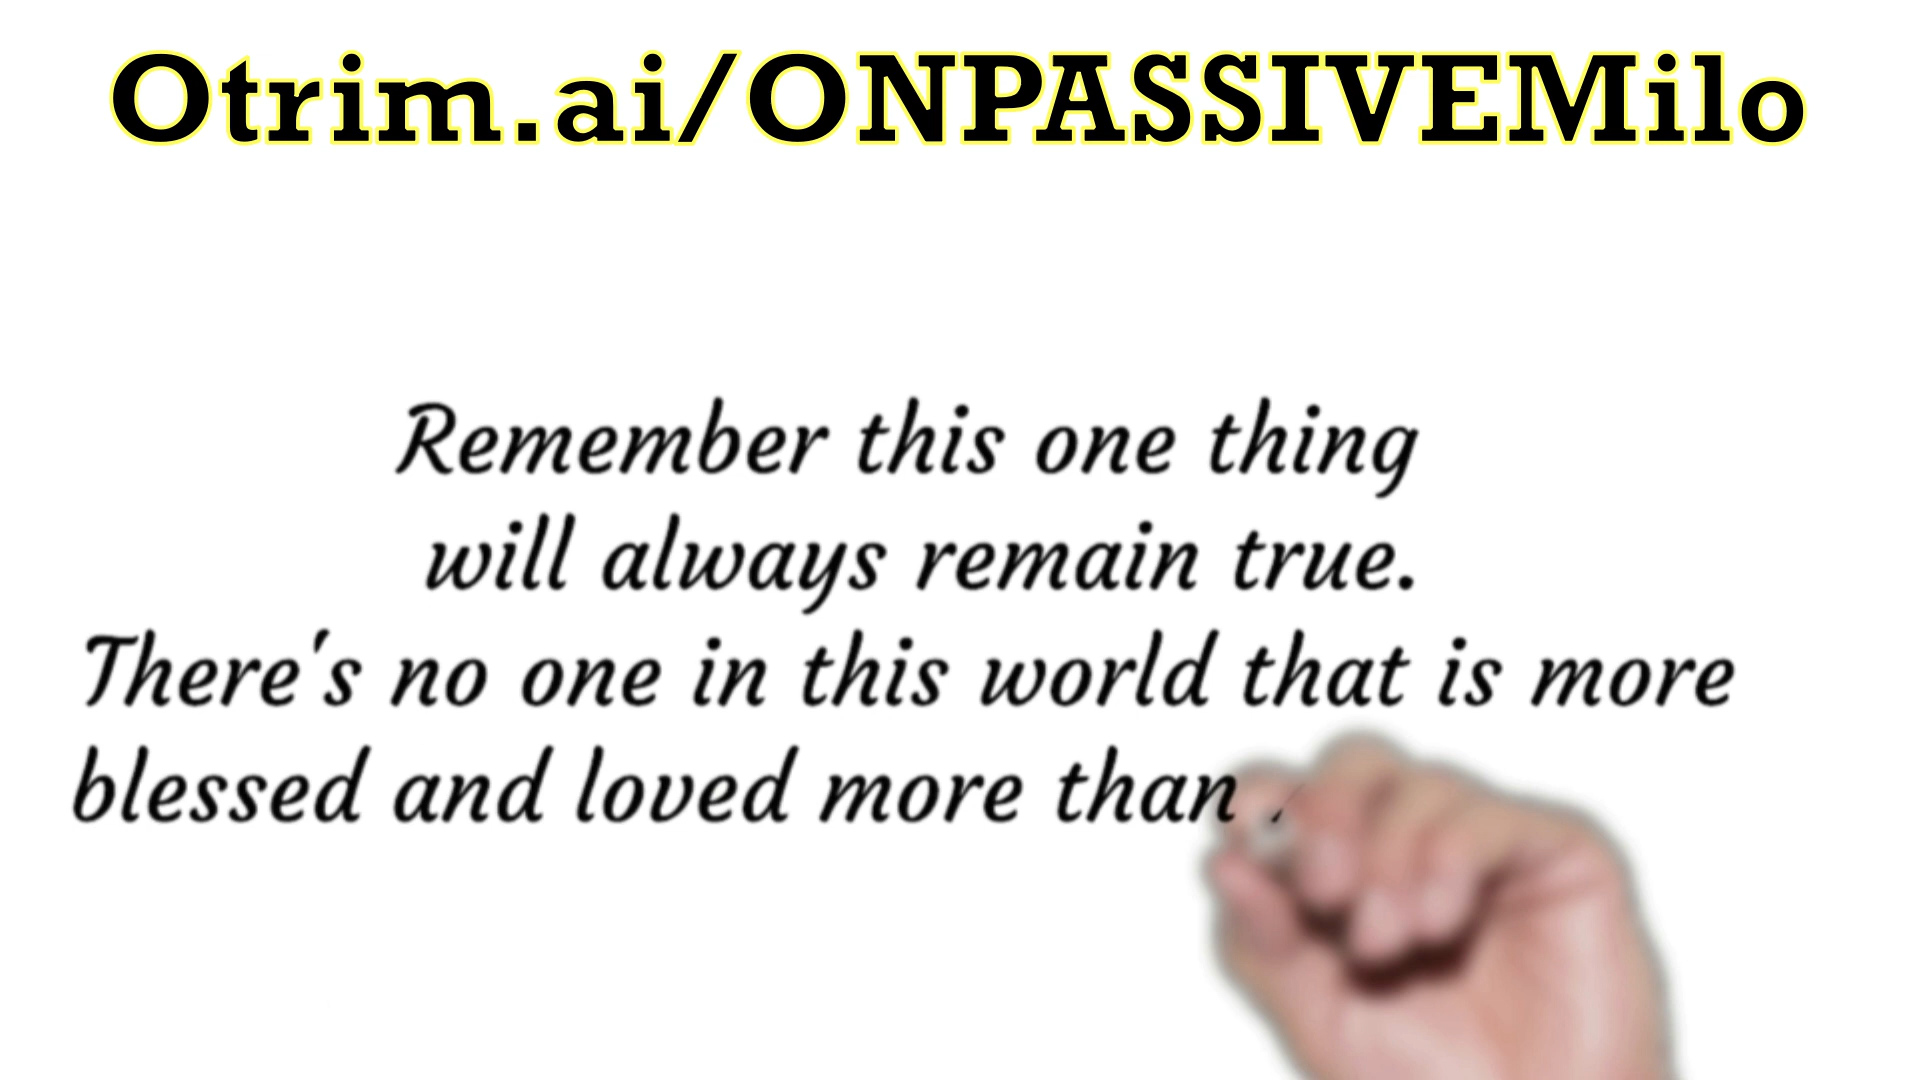 Otrim.ai/ONPASSIVEMilo
Remember this one thing
will always remain true.
There's no one in this world that is more
blessed and loved more than